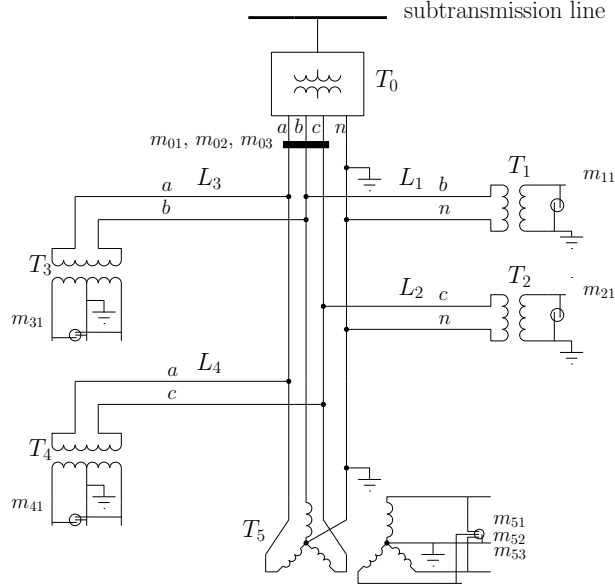 subtransmission line
T₀
a b c n
m₀₁, m₀₂, m₀₃
a L₃
b
L₁ b
n
T₁
m₁₁
T₃
m₃₁
L₂ c
n
T₂
m₂₁
a L₄
c
T₄
m₄₁
T₅
m₅₁
m₅₂
m₅₃